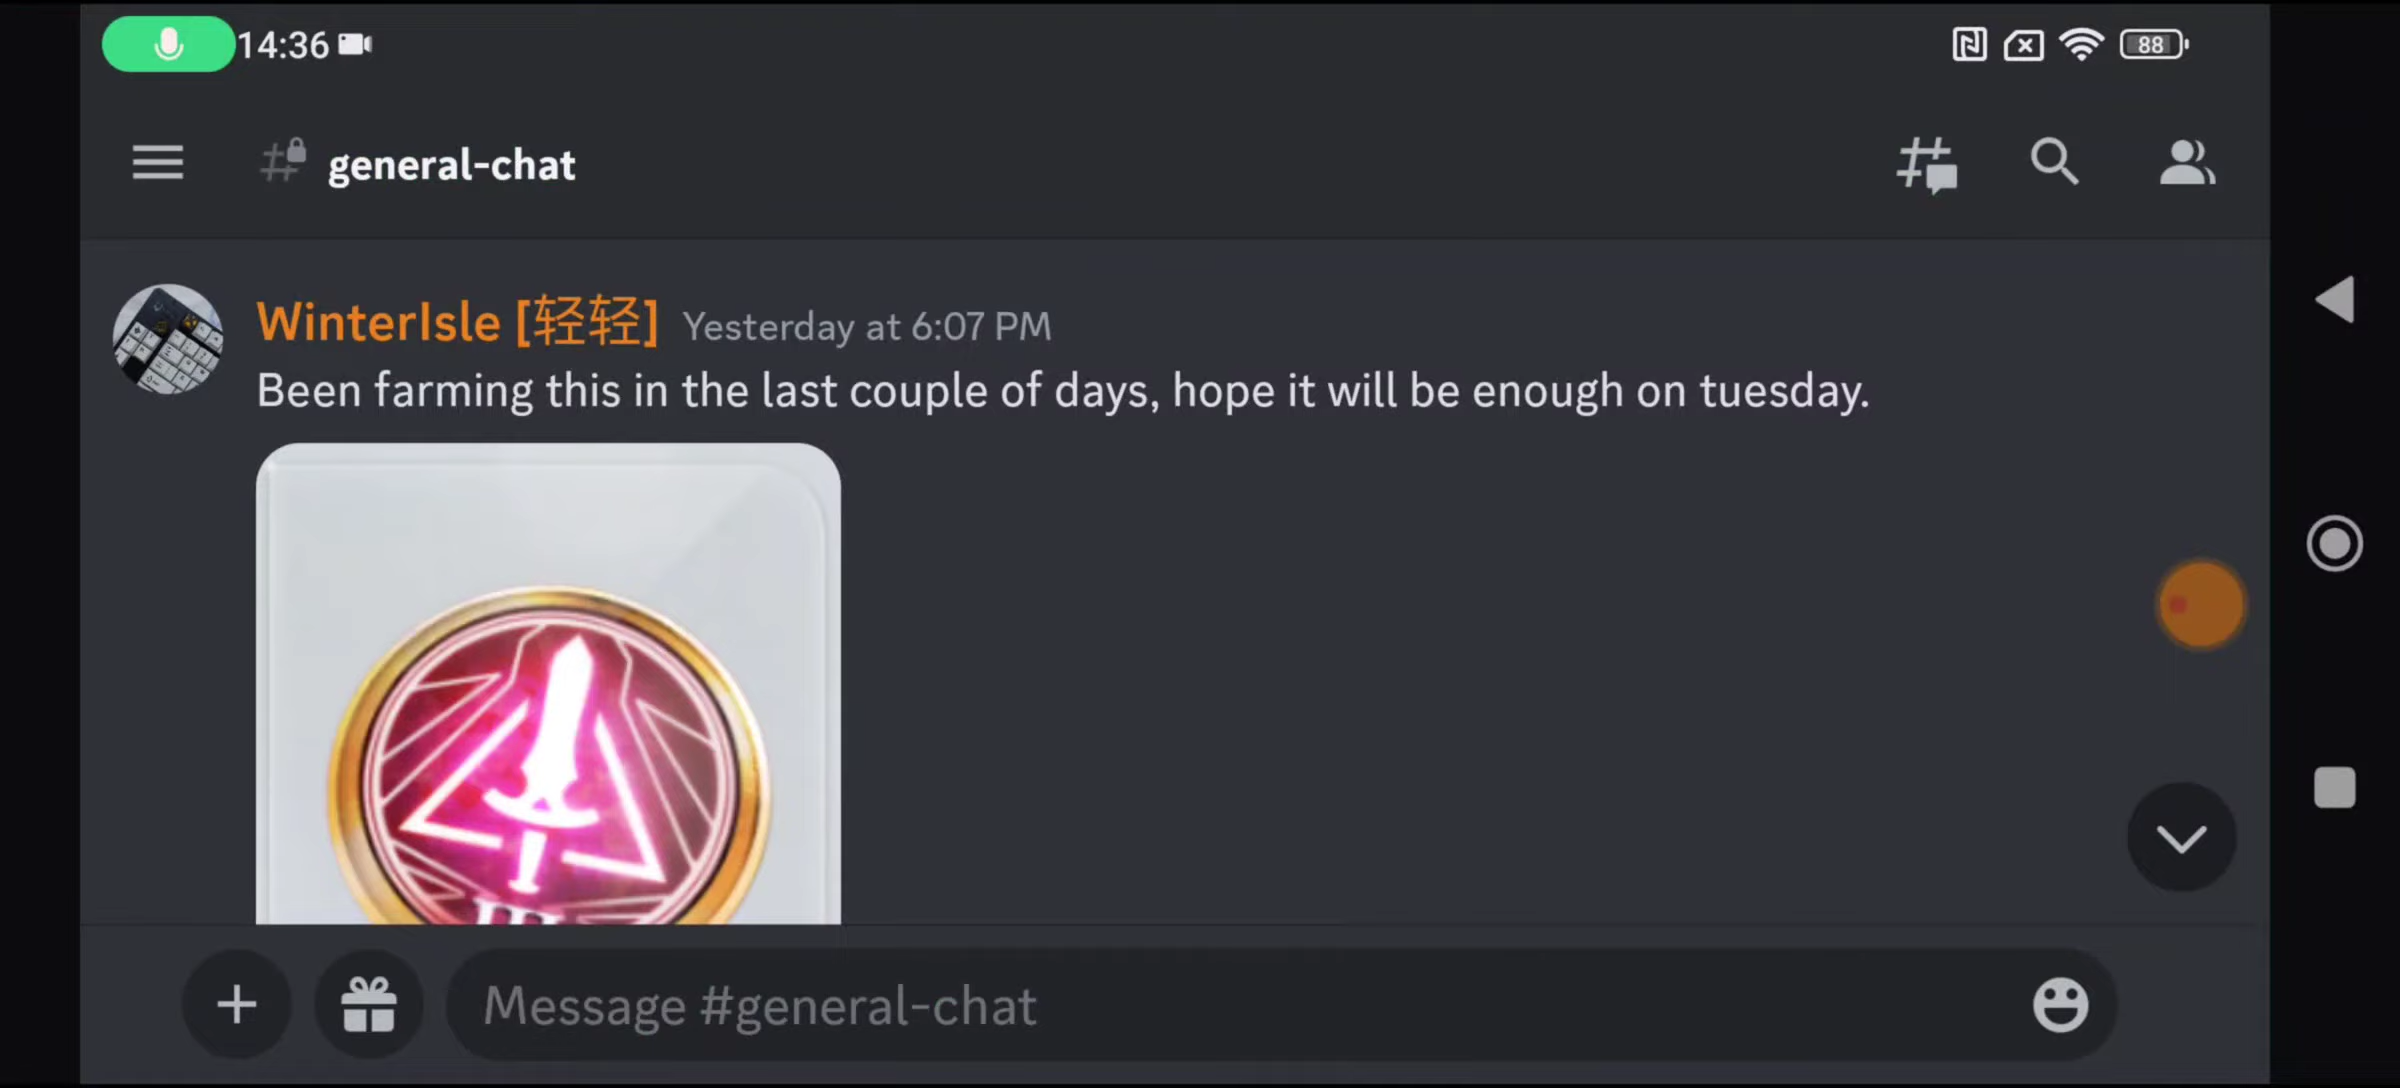 14:36
88
general-chat
WinterIsle [轻轻] Yesterday at 6:07 PM
Been farming this in the last couple of days, hope it will be enough on tuesday.
Message #general-chat